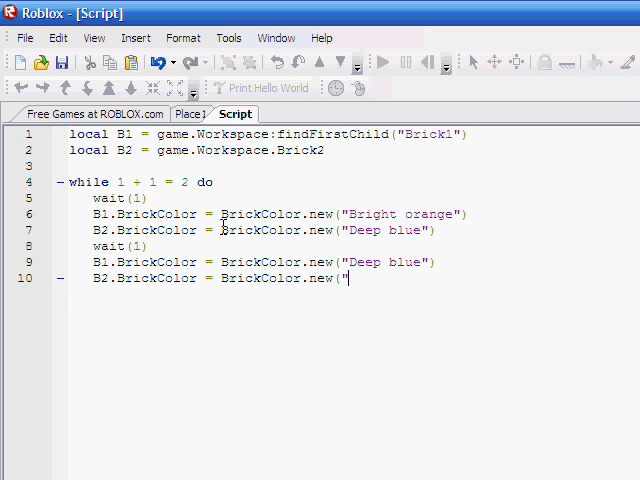 Roblox - [Script]
File Edit View Insert Format Tools Window Help
Print Hello World
Free Games at ROBLOX.com Place1 Script
1 local B1 = game.Workspace:findFirstChild("Brick1")
2 local B2 = game.Workspace.Brick2
3
4 while 1 + 1 = 2 do
5 wait(1)
6 B1.BrickColor = BrickColor.new("Bright orange")
7 B2.BrickColor = BrickColor.new("Deep blue")
8 wait(1)
9 B1.BrickColor = BrickColor.new("Deep blue")
10 B2.BrickColor = BrickColor.new("